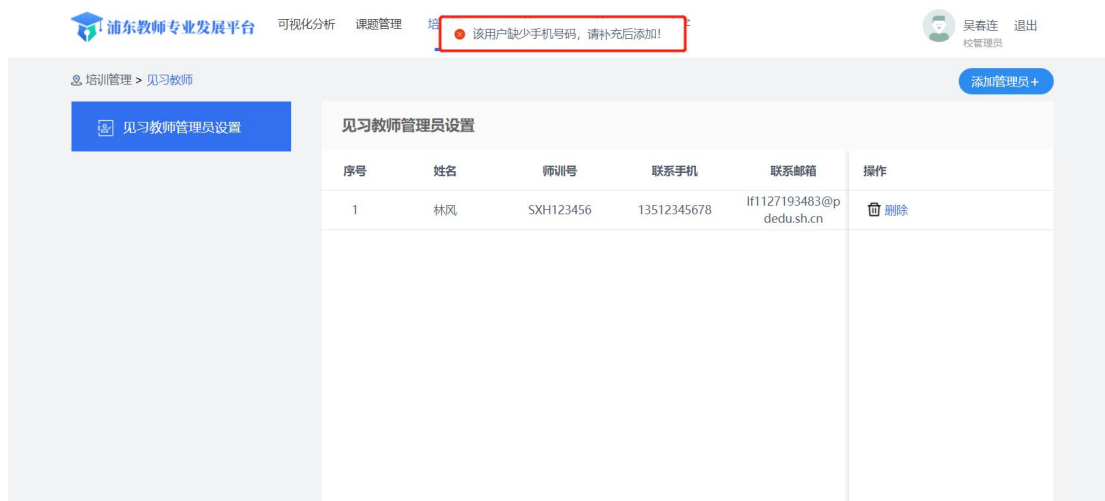 浦东教师专业发展平台
可视化分析 课题管理 培
该用户缺少手机号码，请补充后添加！
吴春连 退出
校管理员
培训管理 > 见习教师
添加管理员+
见习教师管理员设置
见习教师管理员设置
序号 姓名 师训号 联系手机 联系邮箱 操作
1 林风 SXH123456 13512345678 lf1127193483@p
dedu.sh.cn 删除